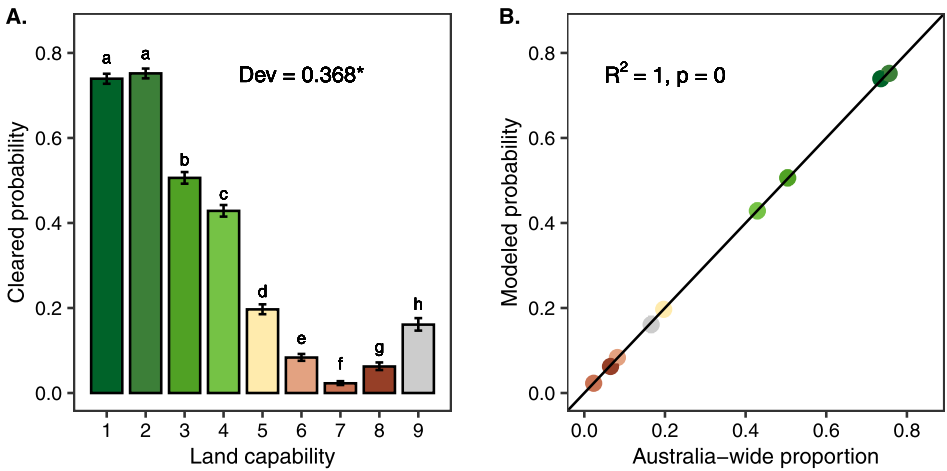 A.
Cleared probability
0.8
0.6
0.4
0.2
0.0
a
a
b
c
d
e
f
g
h
Dev = 0.368*
1 2 3 4 5 6 7 8 9
Land capability
B.
Modeled probability
0.8
0.6
0.4
0.2
0.0
R² = 1, p = 0
0.0 0.2 0.4 0.6 0.8
Australia−wide proportion